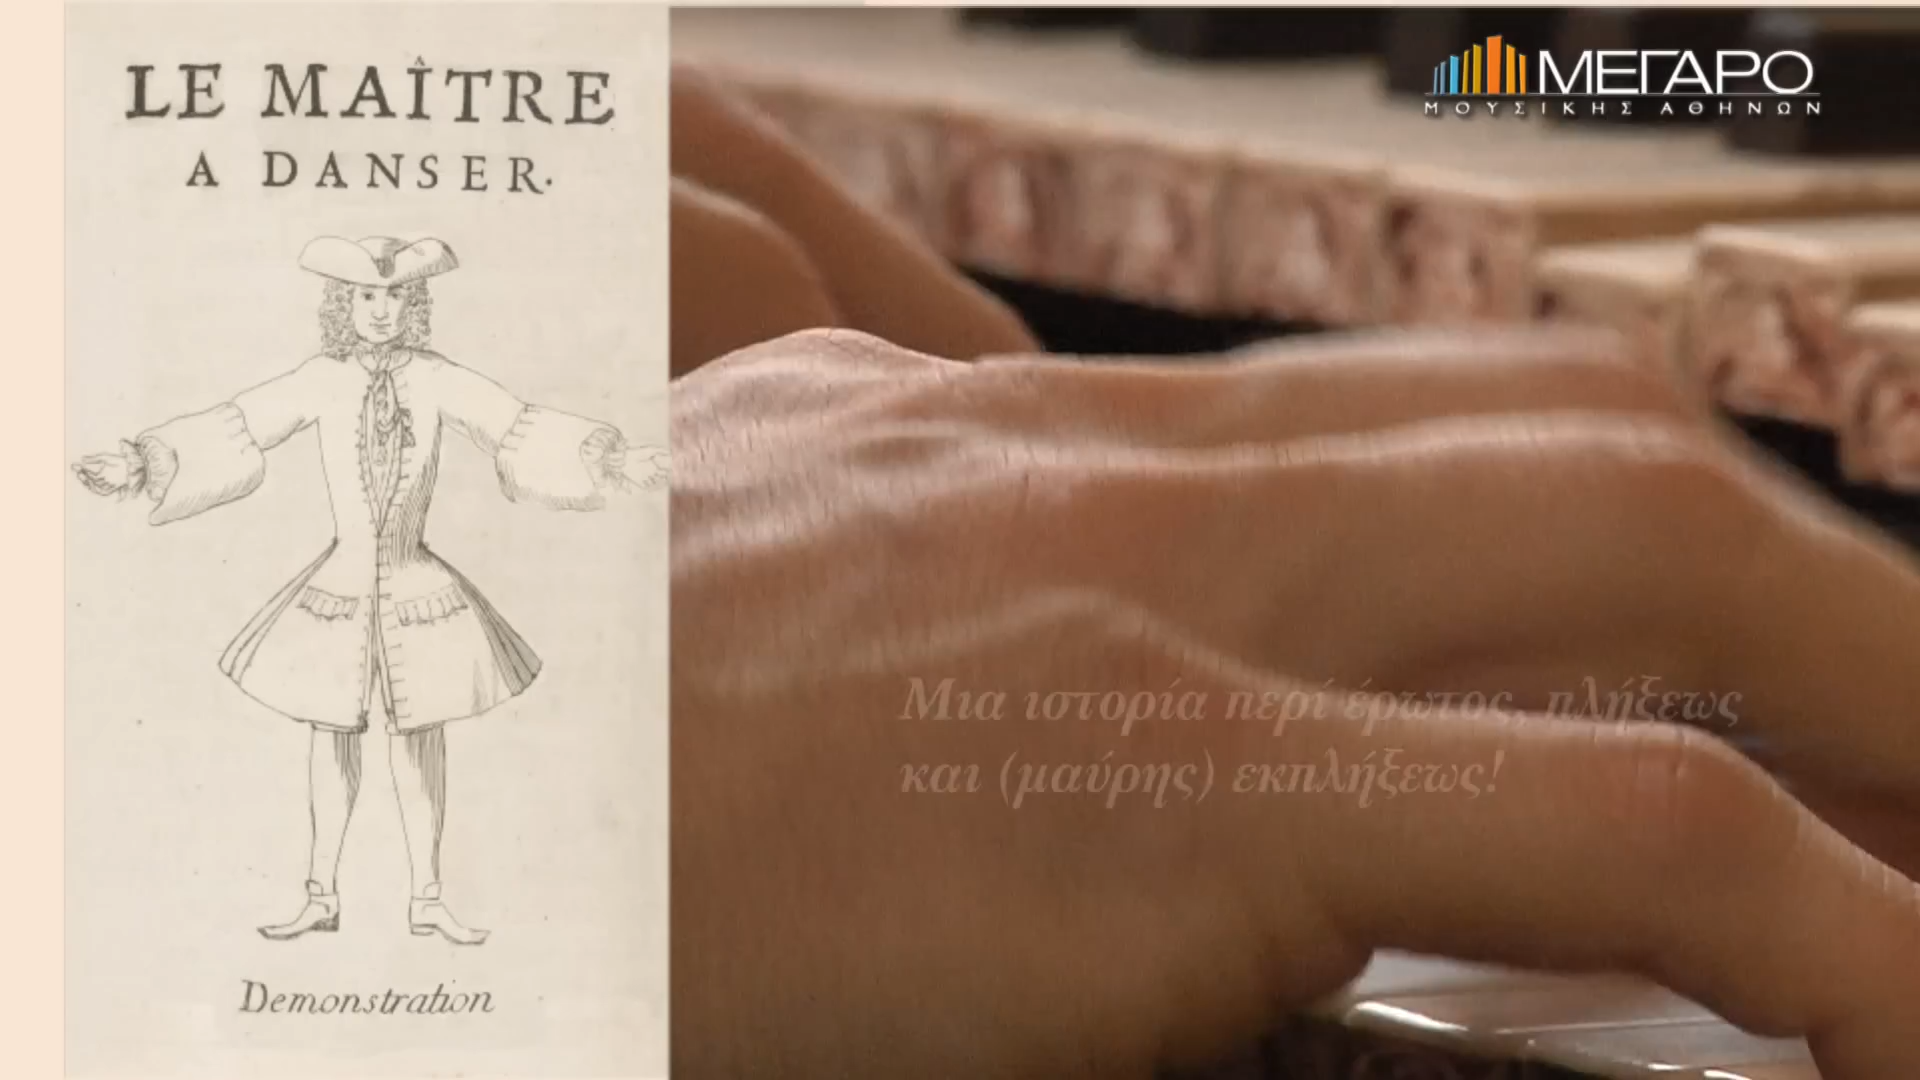 LE MAÎTRE
A DANSER.
Demonstration
ΜΕΓΑΡΟ
ΜΟΥΣΙΚΗΣ ΑΘΗΝΩΝ
Μια ιστορία περί έρωτος, πλήξεως
και (μαύρης) εκπλήξεως!